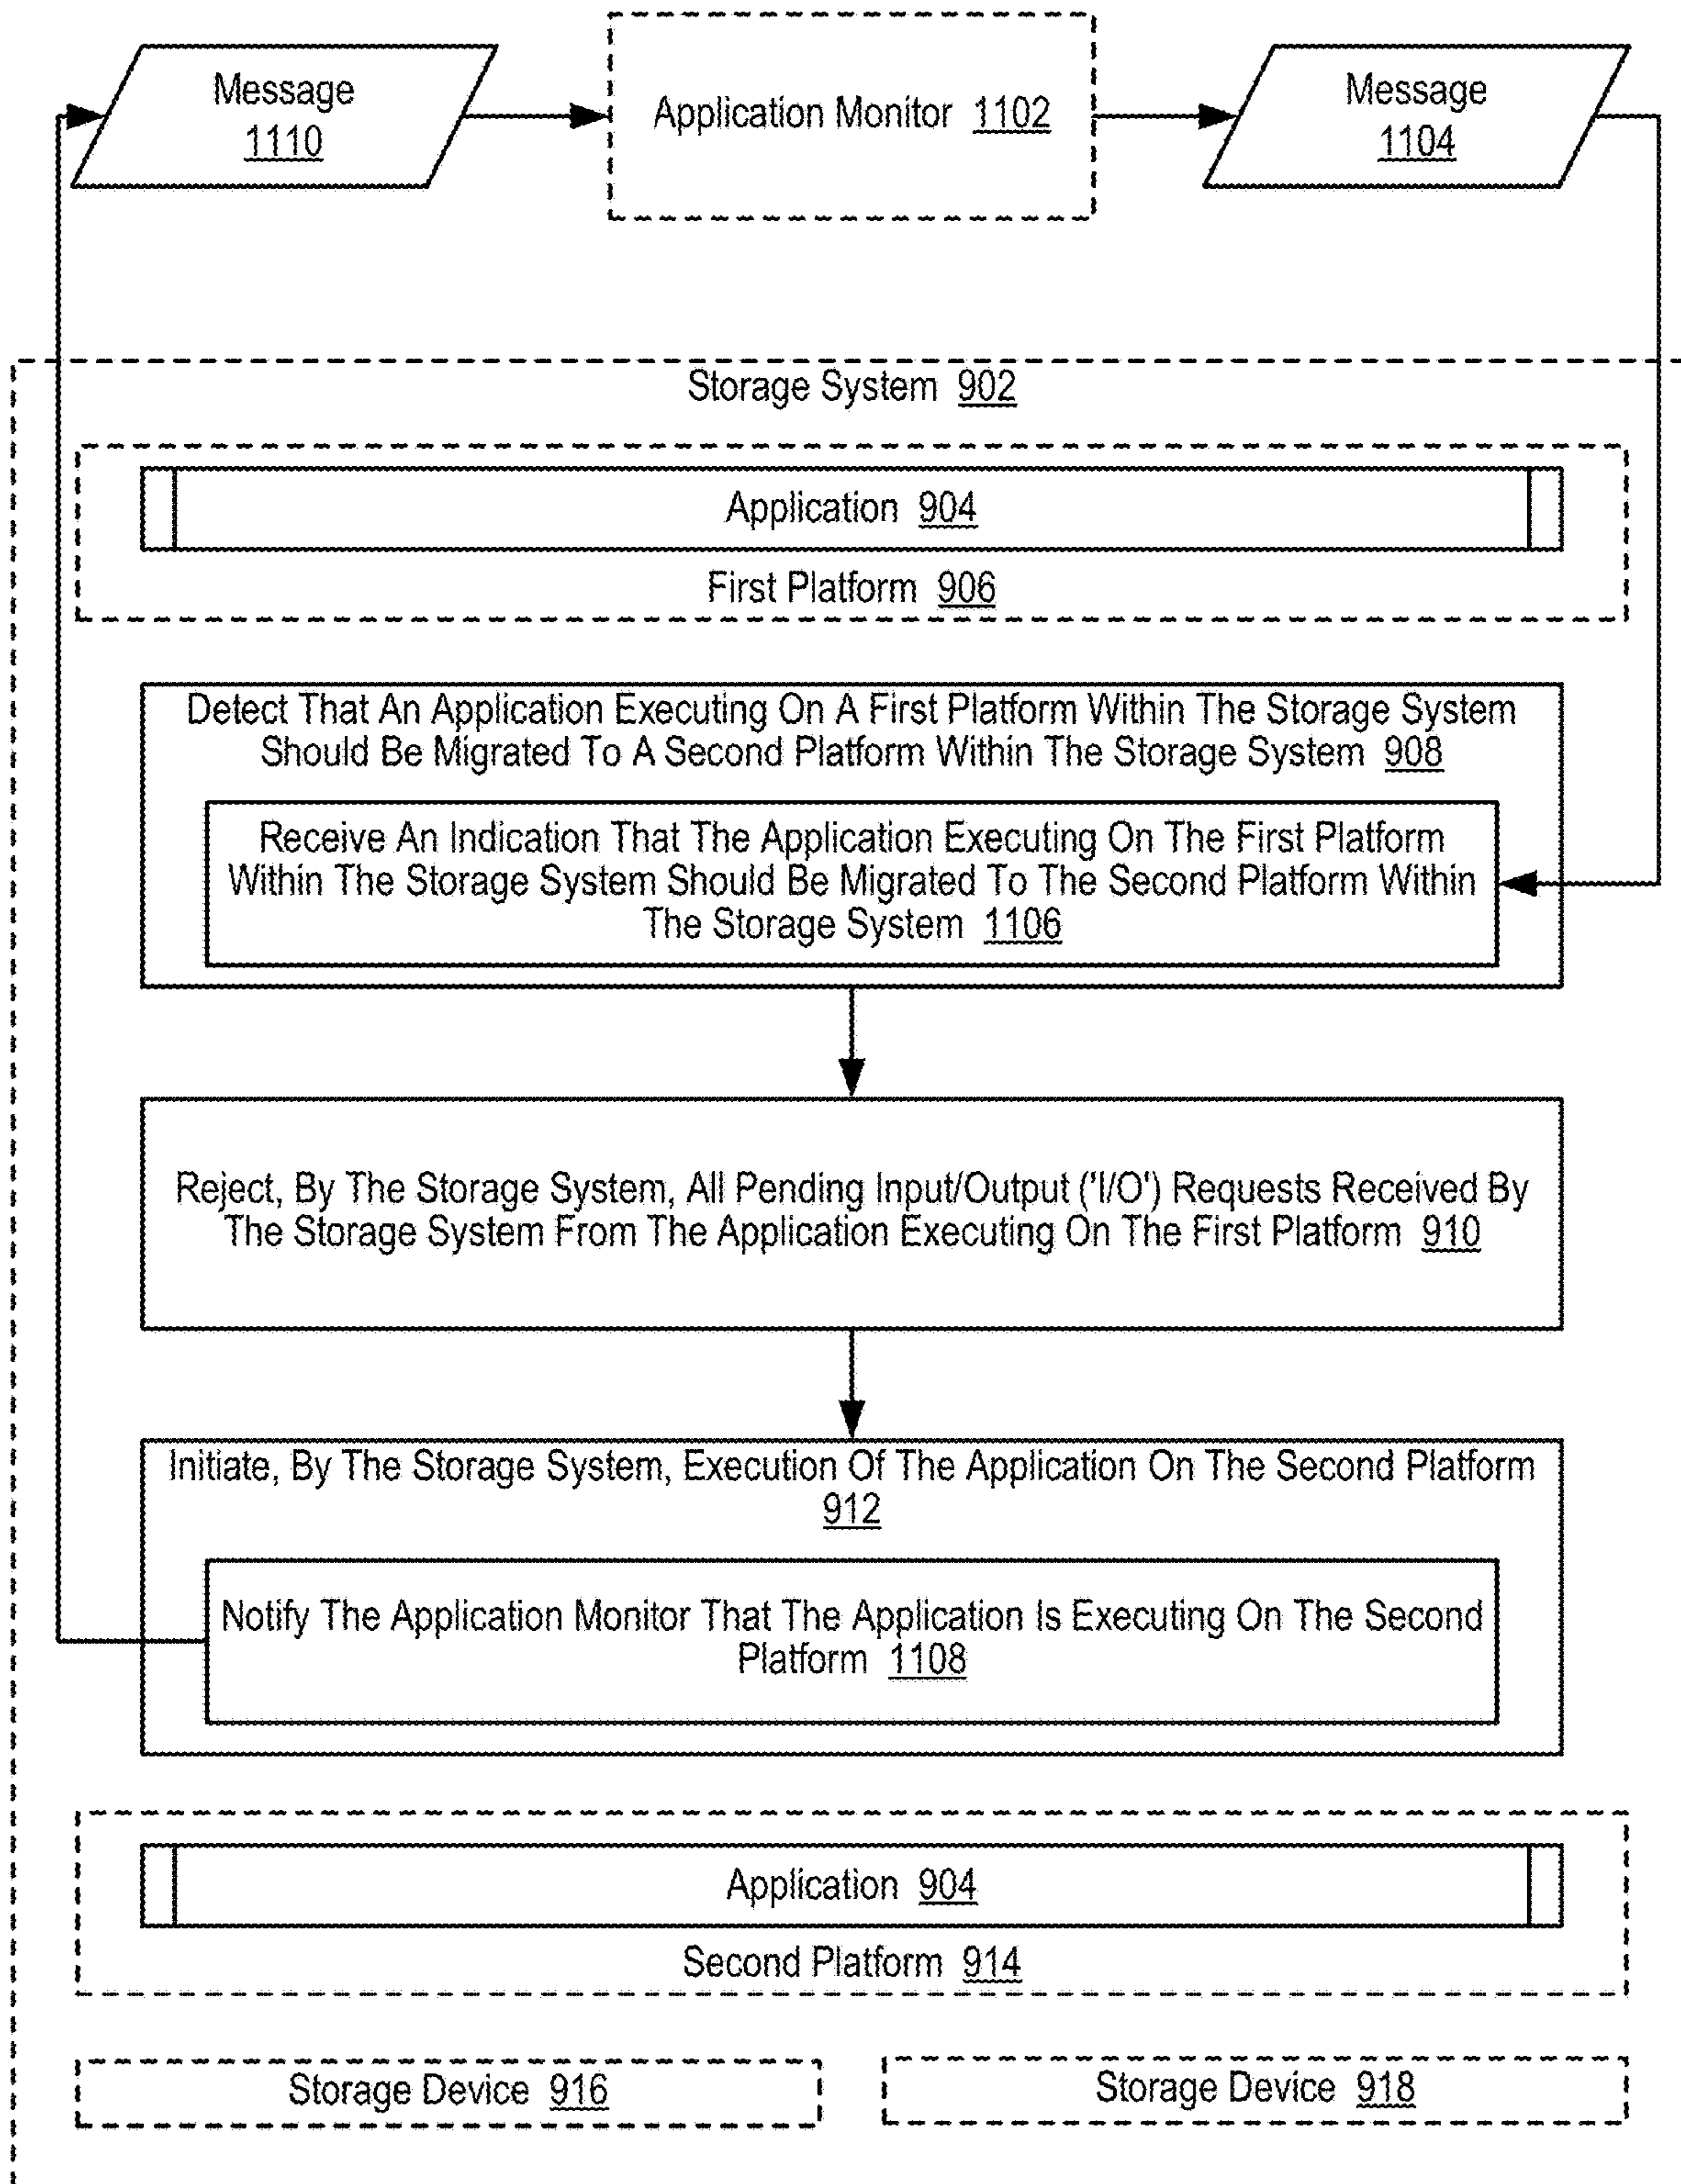 Message
1110
Application Monitor 1102
Message
1104
Storage System 902
Application 904
First Platform 906
Detect That An Application Executing On A First Platform Within The Storage System
Should Be Migrated To A Second Platform Within The Storage System 908
Receive An Indication That The Application Executing On The First Platform
Within The Storage System Should Be Migrated To The Second Platform Within
The Storage System 1106
Reject, By The Storage System, All Pending Input/Output ('I/O') Requests Received By
The Storage System From The Application Executing On The First Platform 910
Initiate, By The Storage System, Execution Of The Application On The Second Platform
912
Notify The Application Monitor That The Application Is Executing On The Second
Platform 1108
Application 904
Second Platform 914
Storage Device 916
Storage Device 918